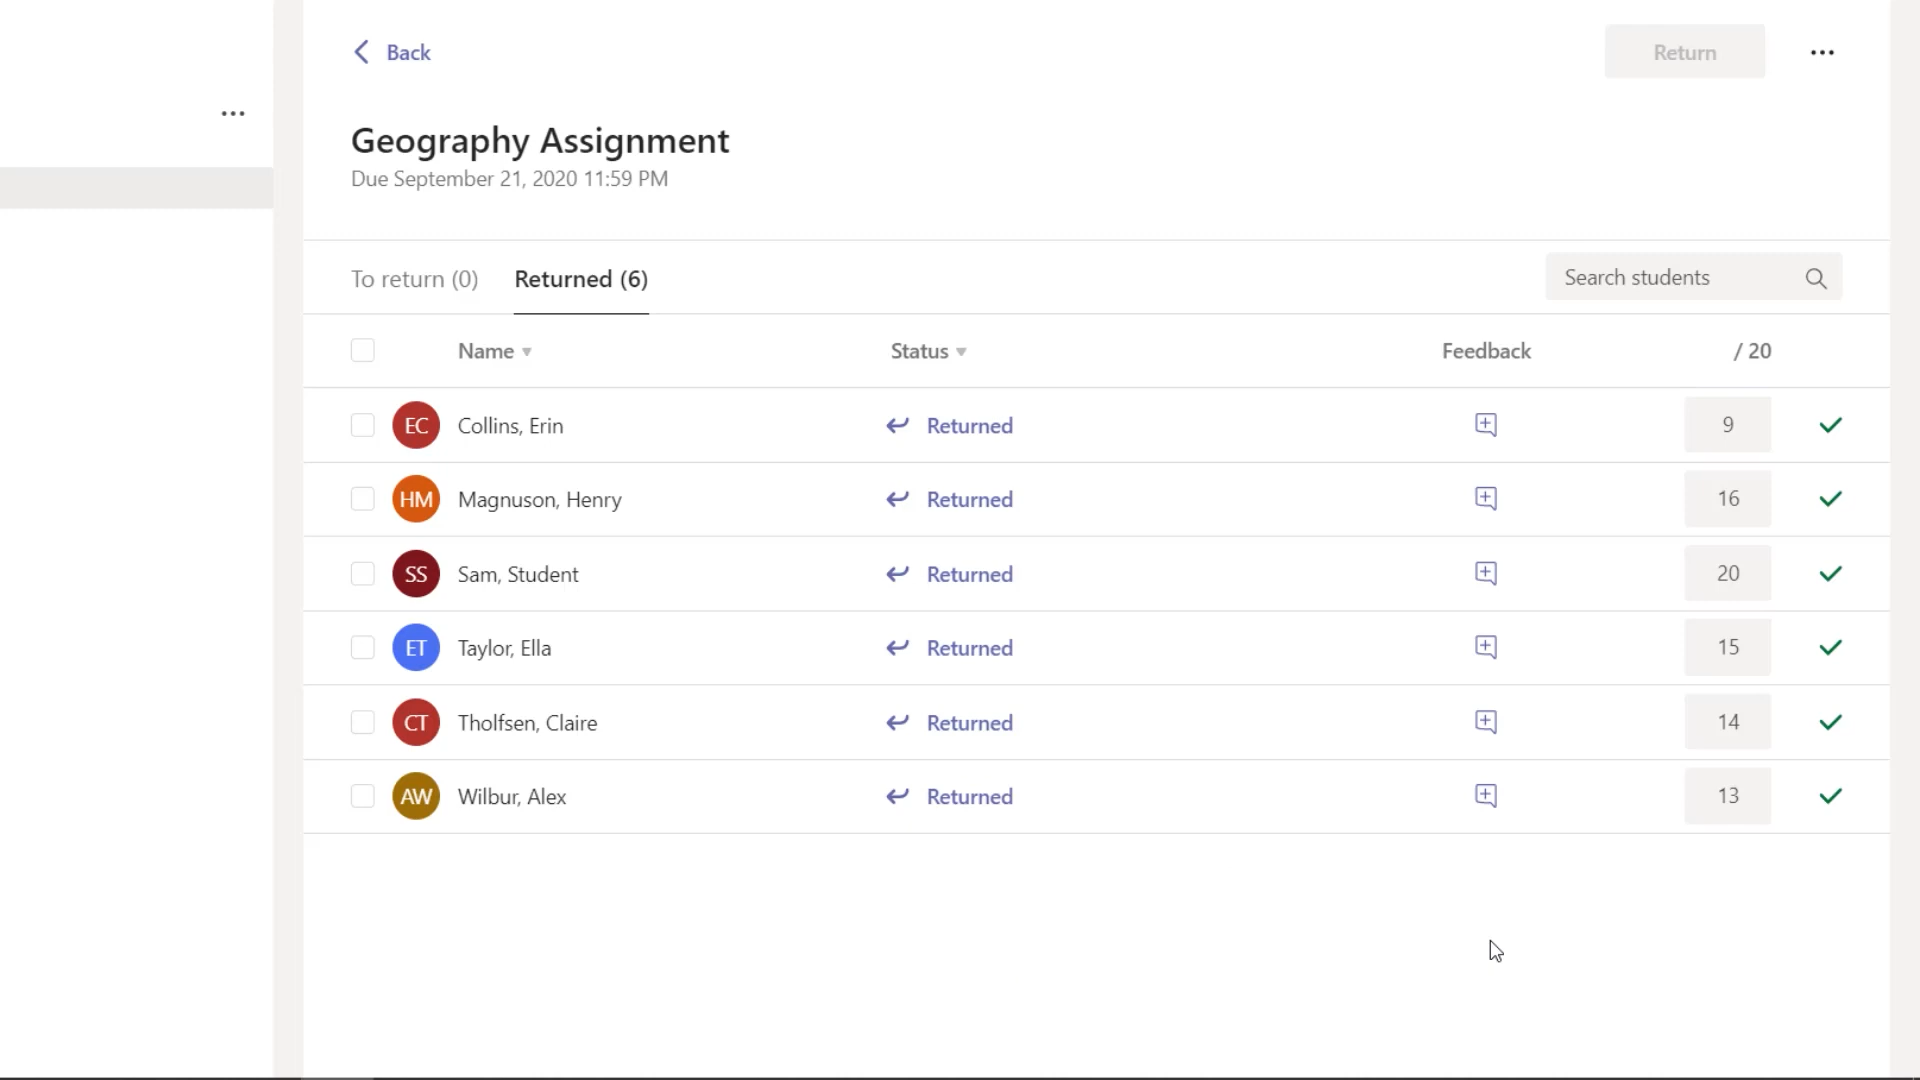 Back
Return
Geography Assignment
Due September 21, 2020 11:59 PM
To return (0) Returned (6) Search students
Name Status Feedback / 20
EC Collins, Erin Returned 9
HM Magnuson, Henry Returned 16
SS Sam, Student Returned 20
ET Taylor, Ella Returned 15
CT Tholfsen, Claire Returned 14
AW Wilbur, Alex Returned 13